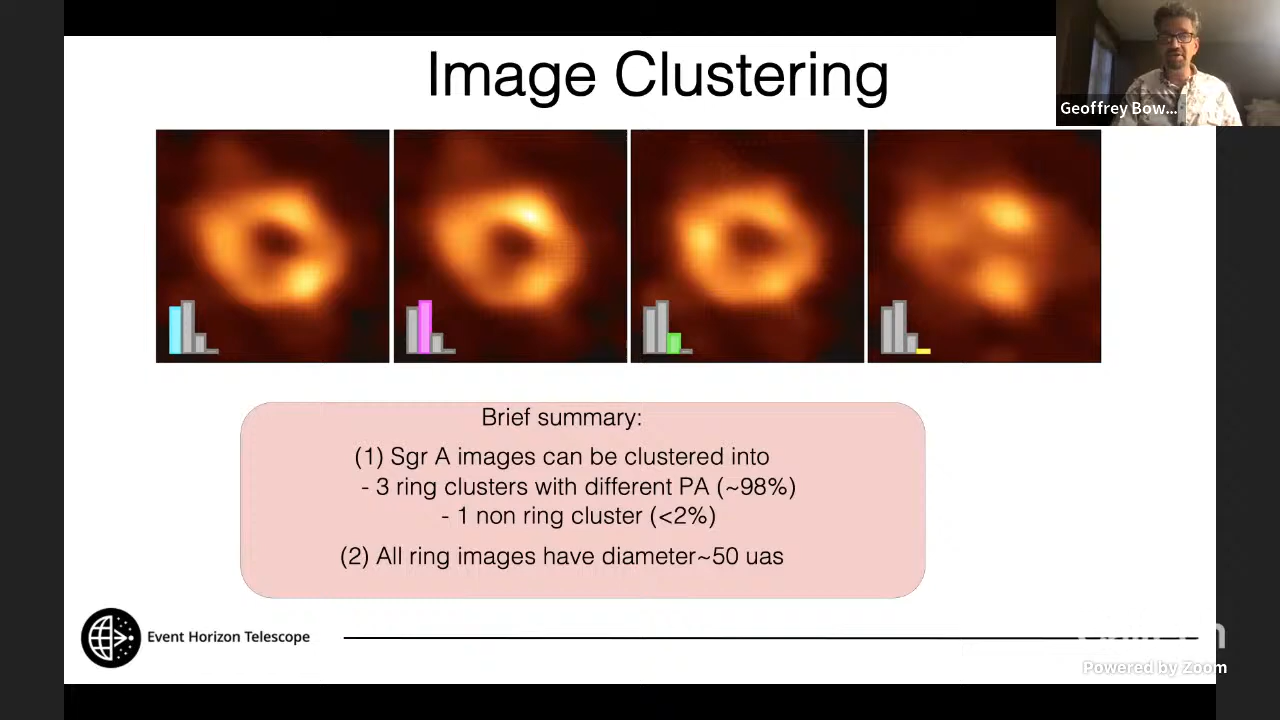 Image Clustering
Geoffrey Bow...
Brief summary:
(1) Sgr A images can be clustered into
- 3 ring clusters with different PA (~98%)
- 1 non ring cluster (<2%)
(2) All ring images have diameter~50 uas
Event Horizon Telescope
Powered by Zoom